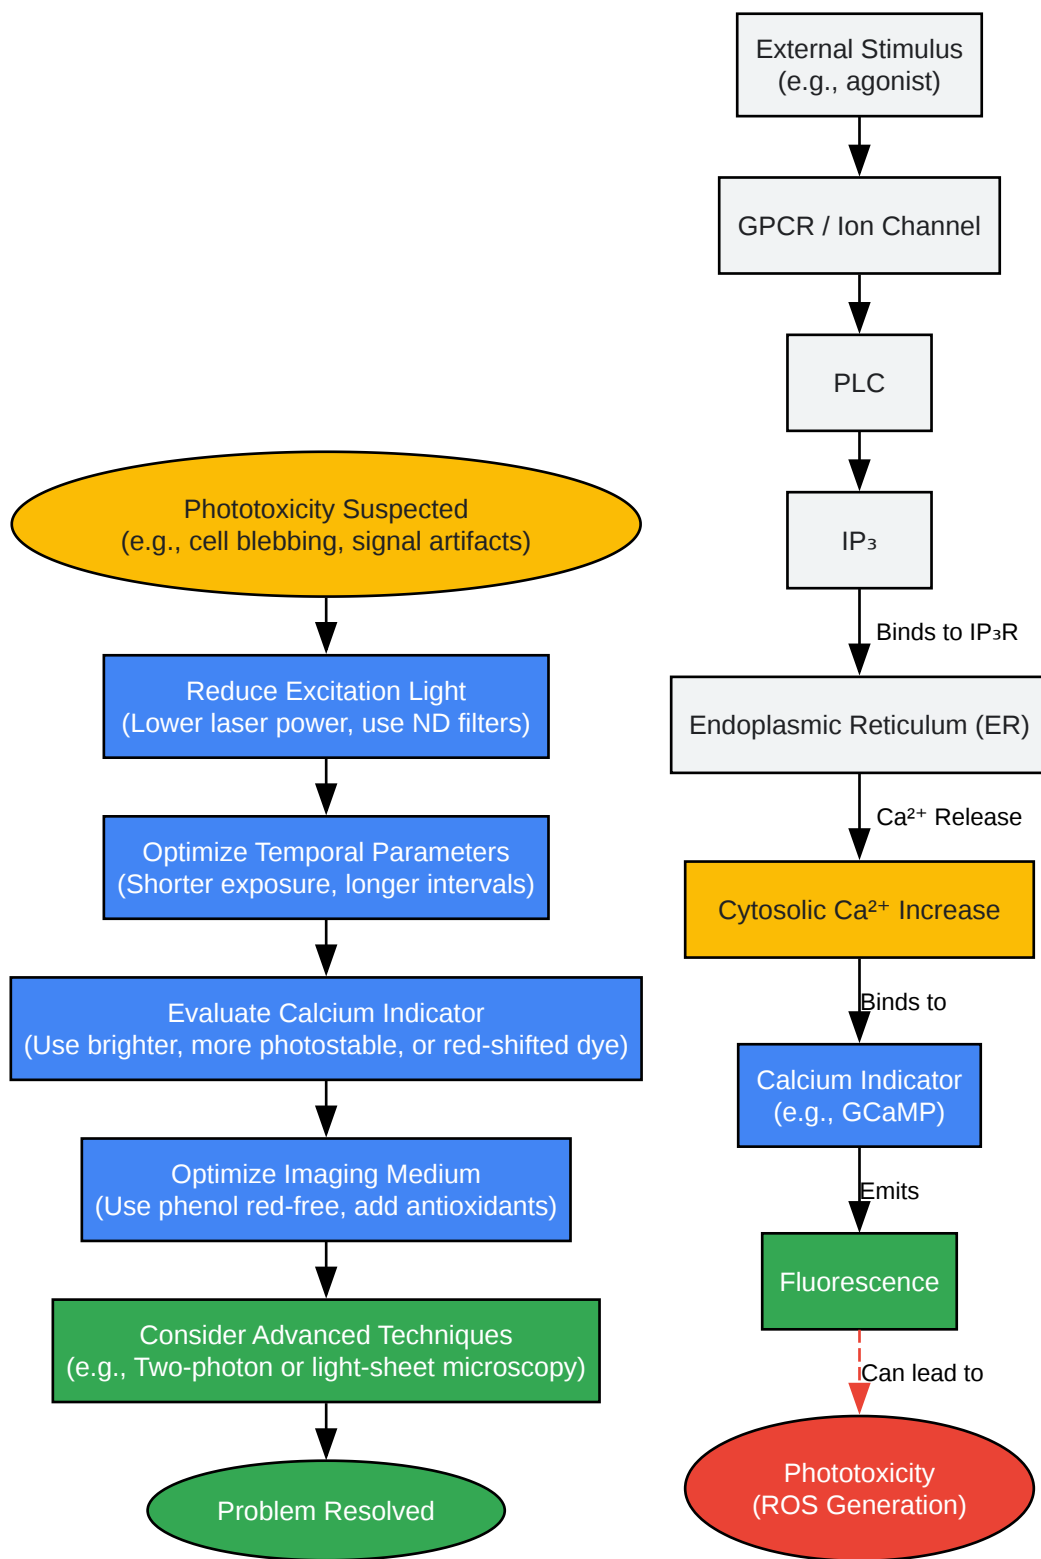 External Stimulus
(e.g., agonist)
GPCR / Ion Channel
PLC
IP₃
Binds to IP₃R
Endoplasmic Reticulum (ER)
Ca²⁺ Release
Cytosolic Ca²⁺ Increase
Binds to
Calcium Indicator
(e.g., GCaMP)
Emits
Fluorescence
Can lead to
Phototoxicity
(ROS Generation)
Phototoxicity Suspected
(e.g., cell blebbing, signal artifacts)
Reduce Excitation Light
(Lower laser power, use ND filters)
Optimize Temporal Parameters
(Shorter exposure, longer intervals)
Evaluate Calcium Indicator
(Use brighter, more photostable, or red-shifted dye)
Optimize Imaging Medium
(Use phenol red-free, add antioxidants)
Consider Advanced Techniques
(e.g., Two-photon or light-sheet microscopy)
Problem Resolved